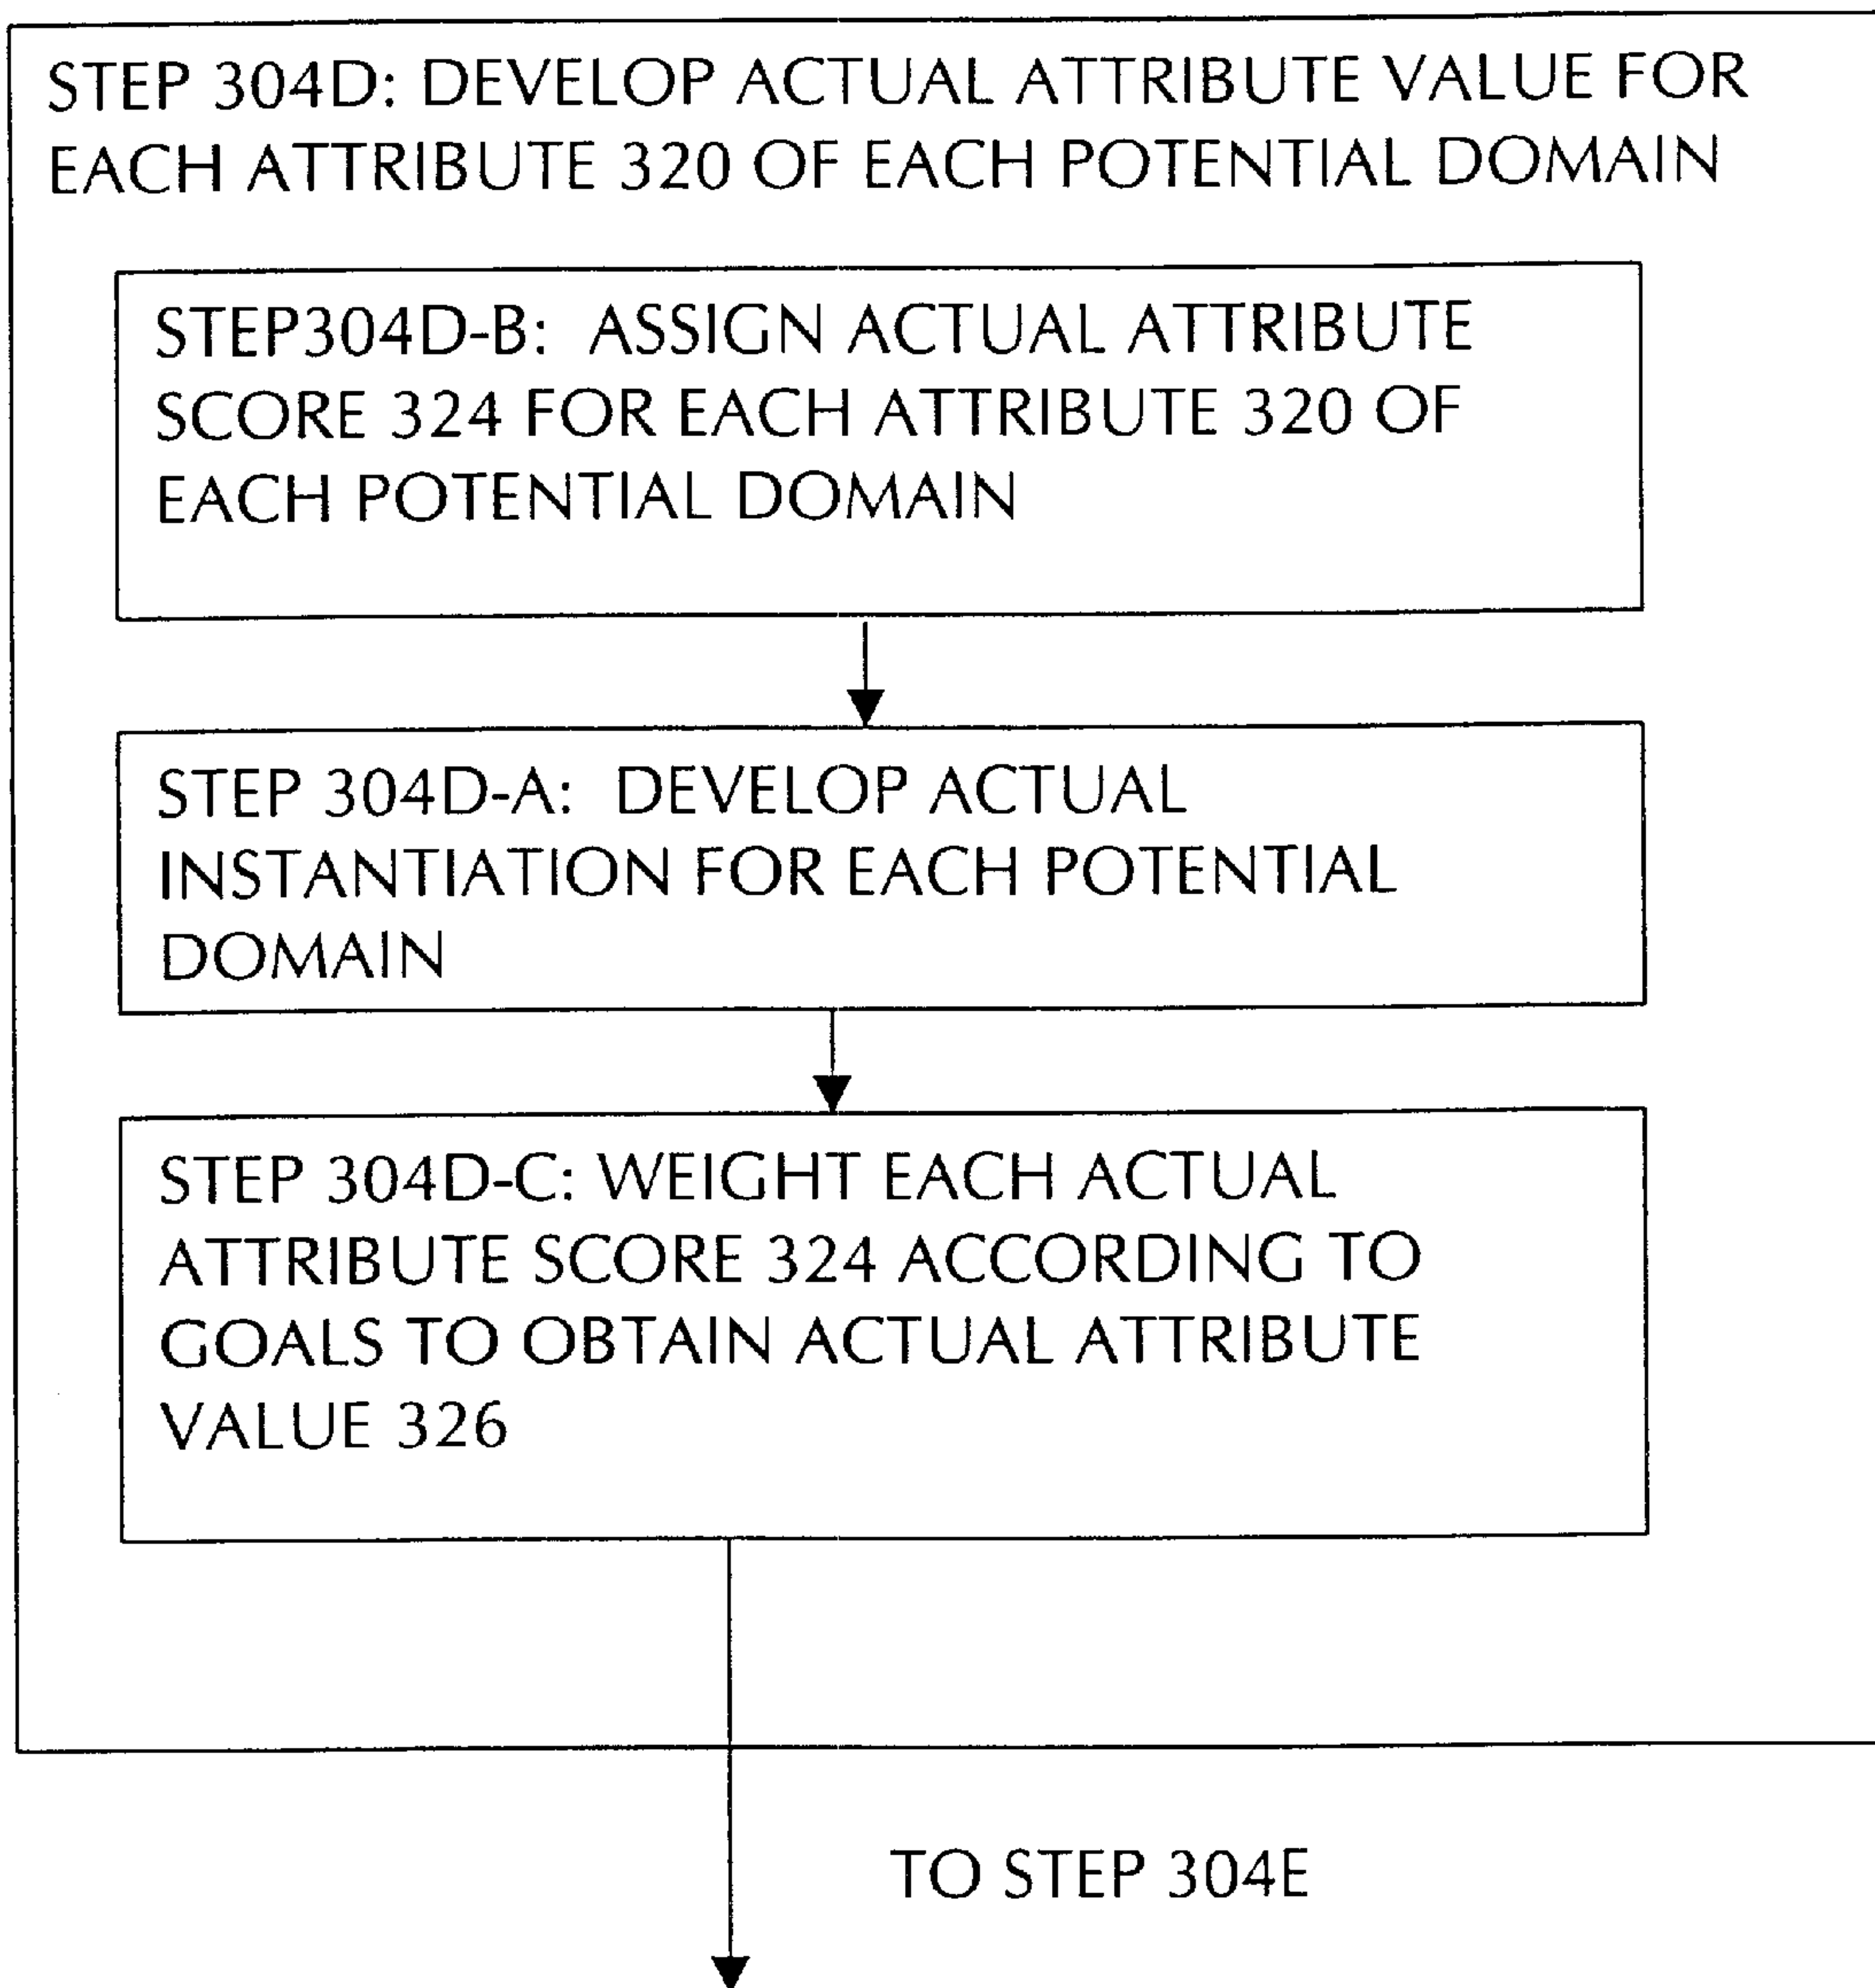 STEP 304D: DEVELOP ACTUAL ATTRIBUTE VALUE FOR
EACH ATTRIBUTE 320 OF EACH POTENTIAL DOMAIN
STEP304D-B: ASSIGN ACTUAL ATTRIBUTE
SCORE 324 FOR EACH ATTRIBUTE 320 OF
EACH POTENTIAL DOMAIN
STEP 304D-A: DEVELOP ACTUAL
INSTANTIATION FOR EACH POTENTIAL
DOMAIN
STEP 304D-C: WEIGHT EACH ACTUAL
ATTRIBUTE SCORE 324 ACCORDING TO
GOALS TO OBTAIN ACTUAL ATTRIBUTE
VALUE 326
TO STEP 304E